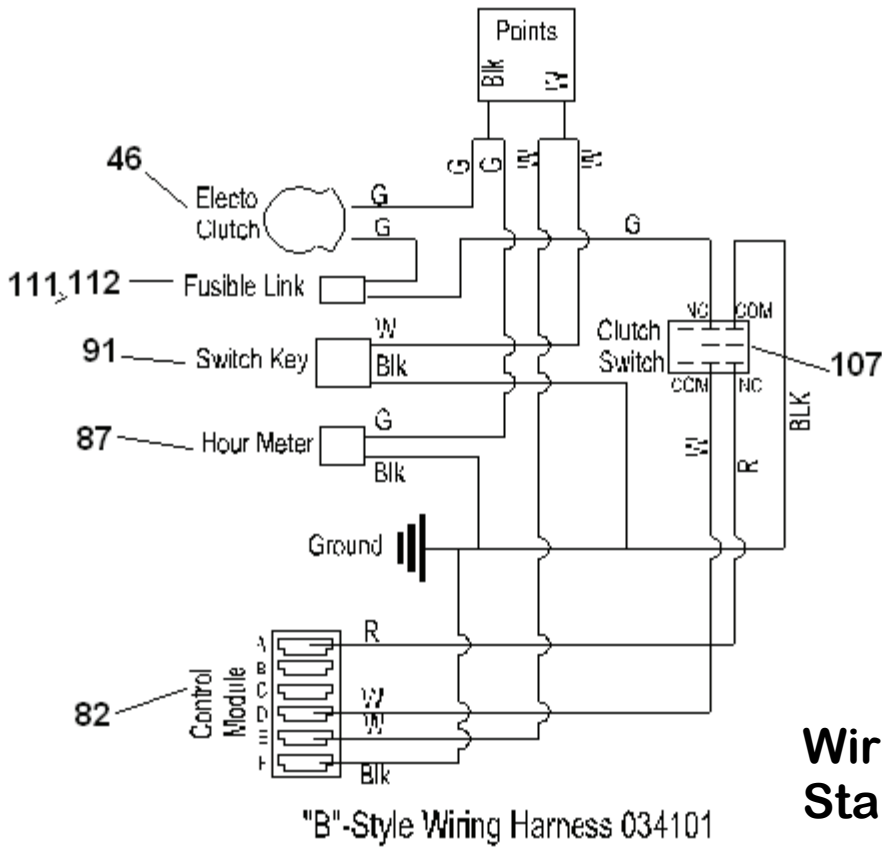 Points
Blk W
G G W W
46
Electo
Clutch
G
G
G
111, 112
Fusible Link
NC COM
Clutch
Switch
107
COM NC
91
Switch Key
W
Blk
BLK
87
Hour Meter
G
Blk
W
R
Ground
82
Control
Module
A
B
C
D
E
F
R
W
W
Blk
Wir
Sta
"B"-Style Wiring Harness 034101